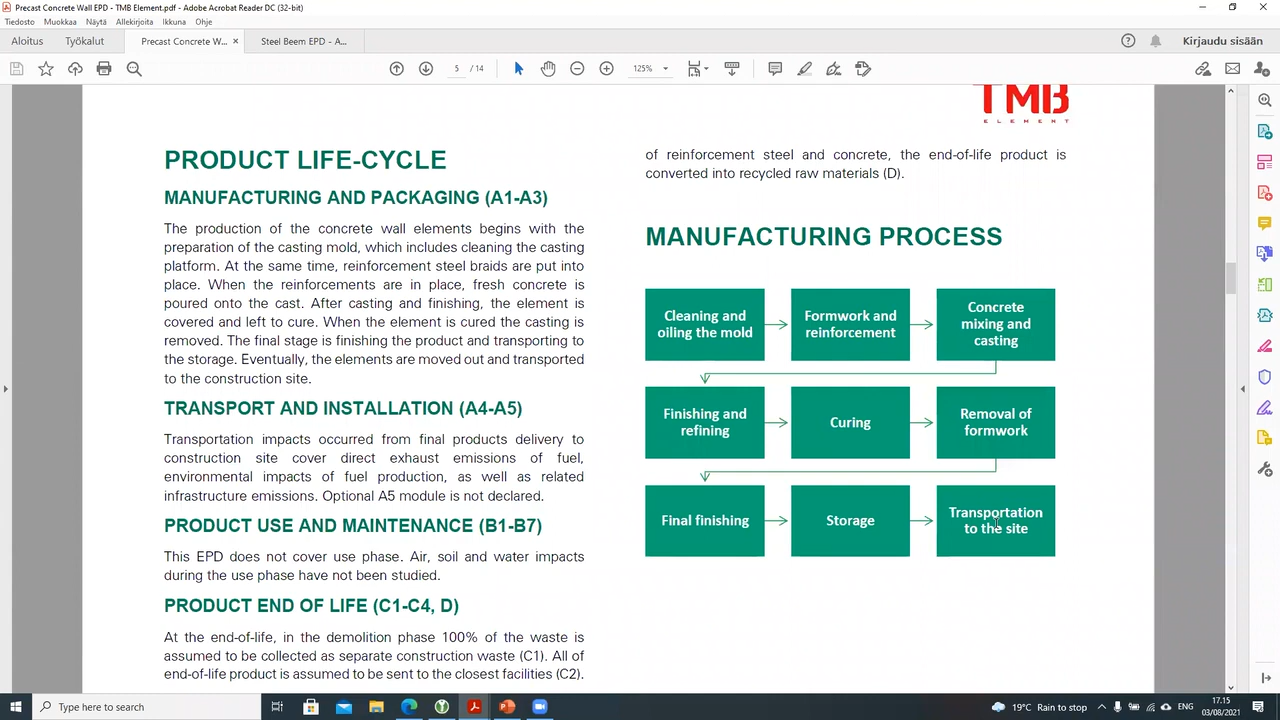 Precast Concrete Wall EPD - TMB Element.pdf - Adobe Acrobat Reader DC (32-bit)
Tiedosto Muokkaa Näytä Allekirjoita Ikkuna Ohje
Aloitus Työkalut Precast Concrete W... × Steel Beem EPD - A... Kirjaudu sisään
5 / 14 125%
TMB
ELEMENT
PRODUCT LIFE-CYCLE
MANUFACTURING AND PACKAGING (A1-A3)
The production of the concrete wall elements begins with the
preparation of the casting mold, which includes cleaning the casting
platform. At the same time, reinforcement steel braids are put into
place. When the reinforcements are in place, fresh concrete is
poured onto the cast. After casting and finishing, the element is
covered and left to cure. When the element is cured the casting is
removed. The final stage is finishing the product and transporting to
the storage. Eventually, the elements are moved out and transported
to the construction site.
TRANSPORT AND INSTALLATION (A4-A5)
Transportation impacts occurred from final products delivery to
construction site cover direct exhaust emissions of fuel,
environmental impacts of fuel production, as well as related
infrastructure emissions. Optional A5 module is not declared.
PRODUCT USE AND MAINTENANCE (B1-B7)
This EPD does not cover use phase. Air, soil and water impacts
during the use phase have not been studied.
PRODUCT END OF LIFE (C1-C4, D)
At the end-of-life, in the demolition phase 100% of the waste is
assumed to be collected as separate construction waste (C1). All of
end-of-life product is assumed to be sent to the closest facilities (C2).
of reinforcement steel and concrete, the end-of-life product is
converted into recycled raw materials (D).
MANUFACTURING PROCESS
Cleaning and
oiling the mold
Formwork and
reinforcement
Concrete
mixing and
casting
Finishing and
refining
Curing
Removal of
formwork
Final finishing
Storage
Transportation
to the site
Type here to search
19°C Rain to stop
ENG
17.15
03/08/2021